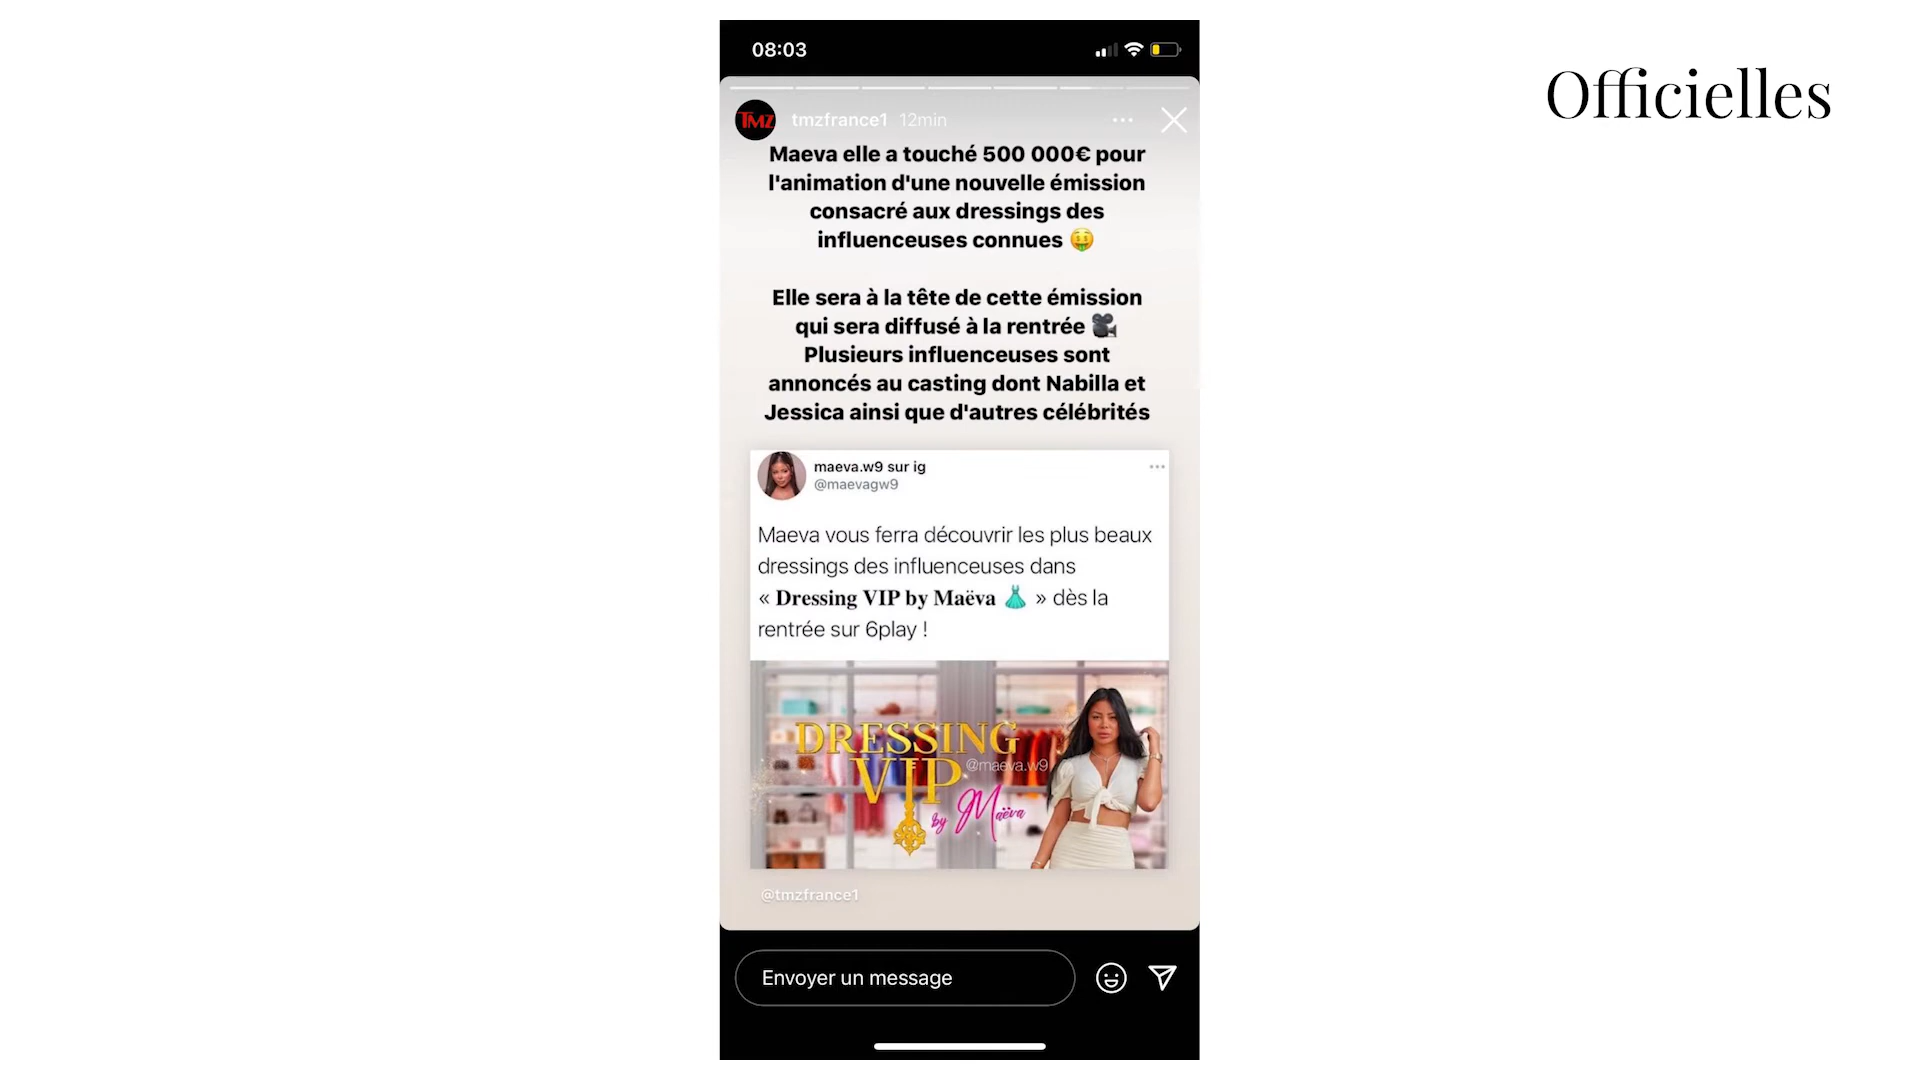 Officielles
08:03
TMZ
tmzfrance1 12min
Maeva elle a touché 500 000€ pour
l'animation d'une nouvelle émission
consacré aux dressings des
influenceuses connues 🤑
Elle sera à la tête de cette émission
qui sera diffusé à la rentrée 🎥
Plusieurs influenceuses sont
annoncés au casting dont Nabilla et
Jessica ainsi que d'autres célébrités
maeva.w9 sur ig
@maevagw9
Maeva vous ferra découvrir les plus beaux
dressings des influenceuses dans
« Dressing VIP by Maëva 👗 » dès la
rentrée sur 6play !
DRESSING
VIP
@maeva.w9
by Maëva
@tmzfrance1
Envoyer un message